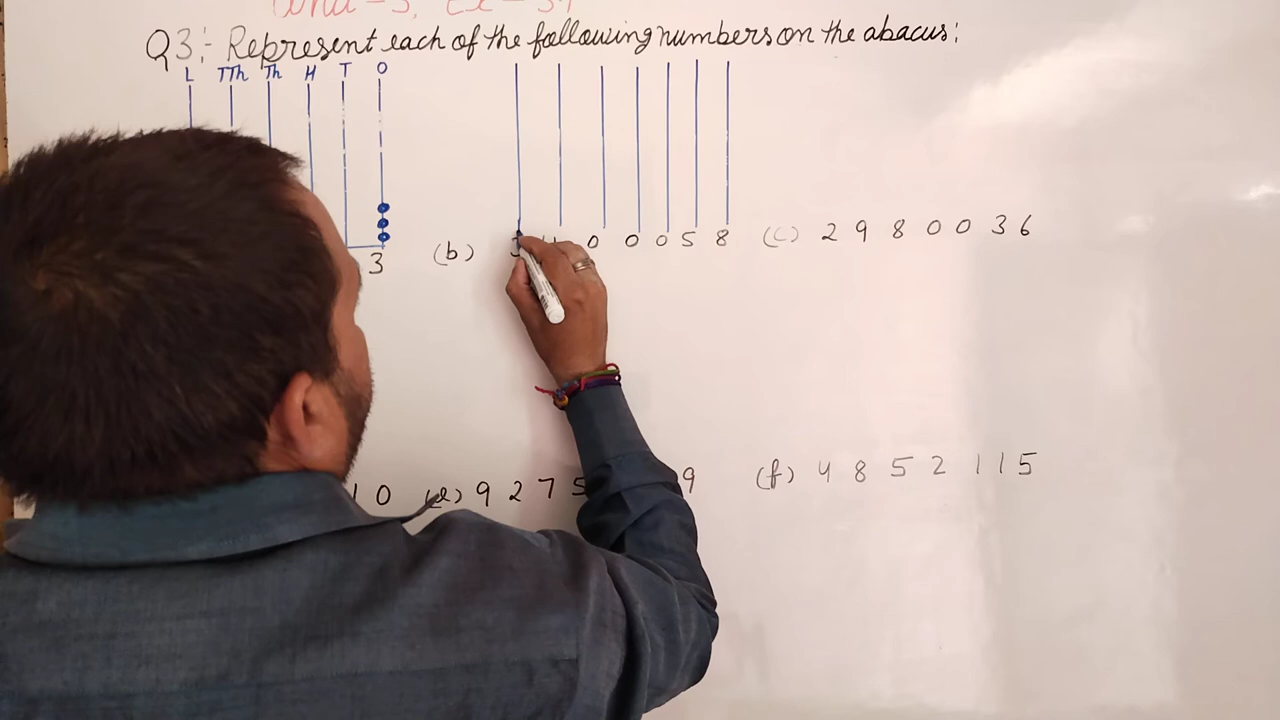 Q3:- Represent each of the following numbers on the abacus:
L TTh Th H T O
3 (b) 0 0 0 5 8 (c) 2 9 8 0 0 3 6
1 0 (e) 9 2 7 5 9 (f) 4 8 5 2 1 1 5